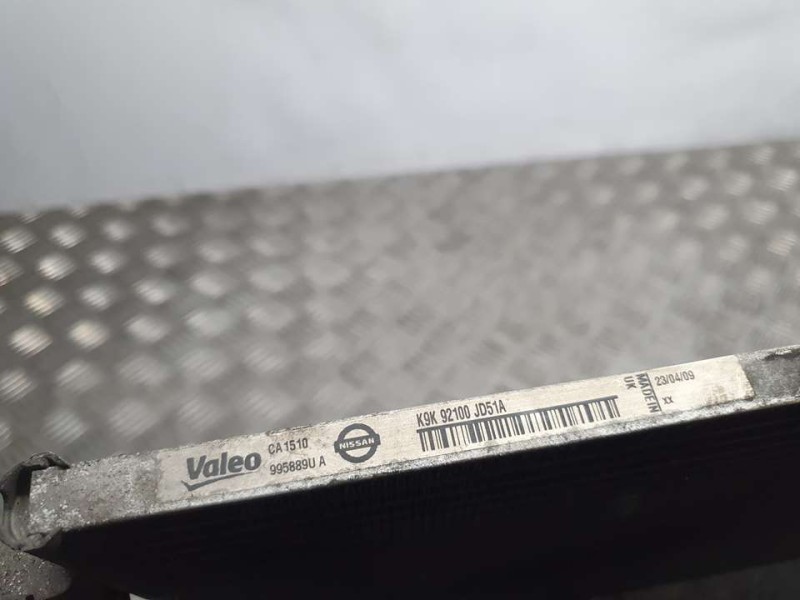 Valeo
CA1510
995889U A
NISSAN
K9K 92100 JD51A
MADE IN
UK
23/04/09
xx